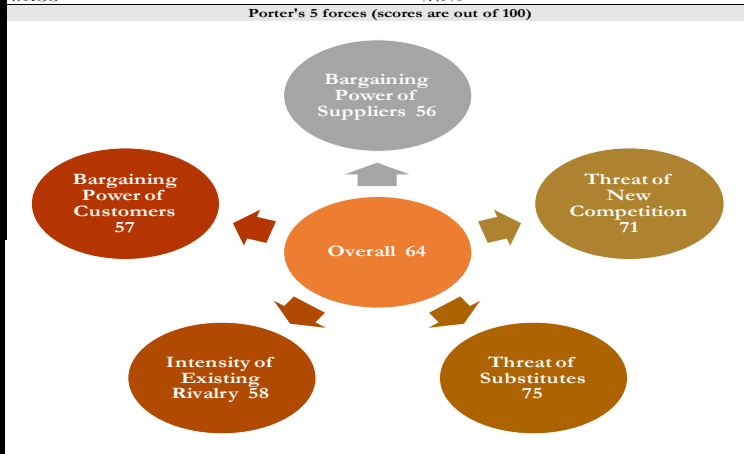 Porter's 5 forces (scores are out of 100)
Bargaining
Power of
Suppliers 56
Bargaining
Power of
Customers
57
Threat of
New
Competition
71
Overall 64
Intensity of
Existing
Rivalry 58
Threat of
Substitutes
75